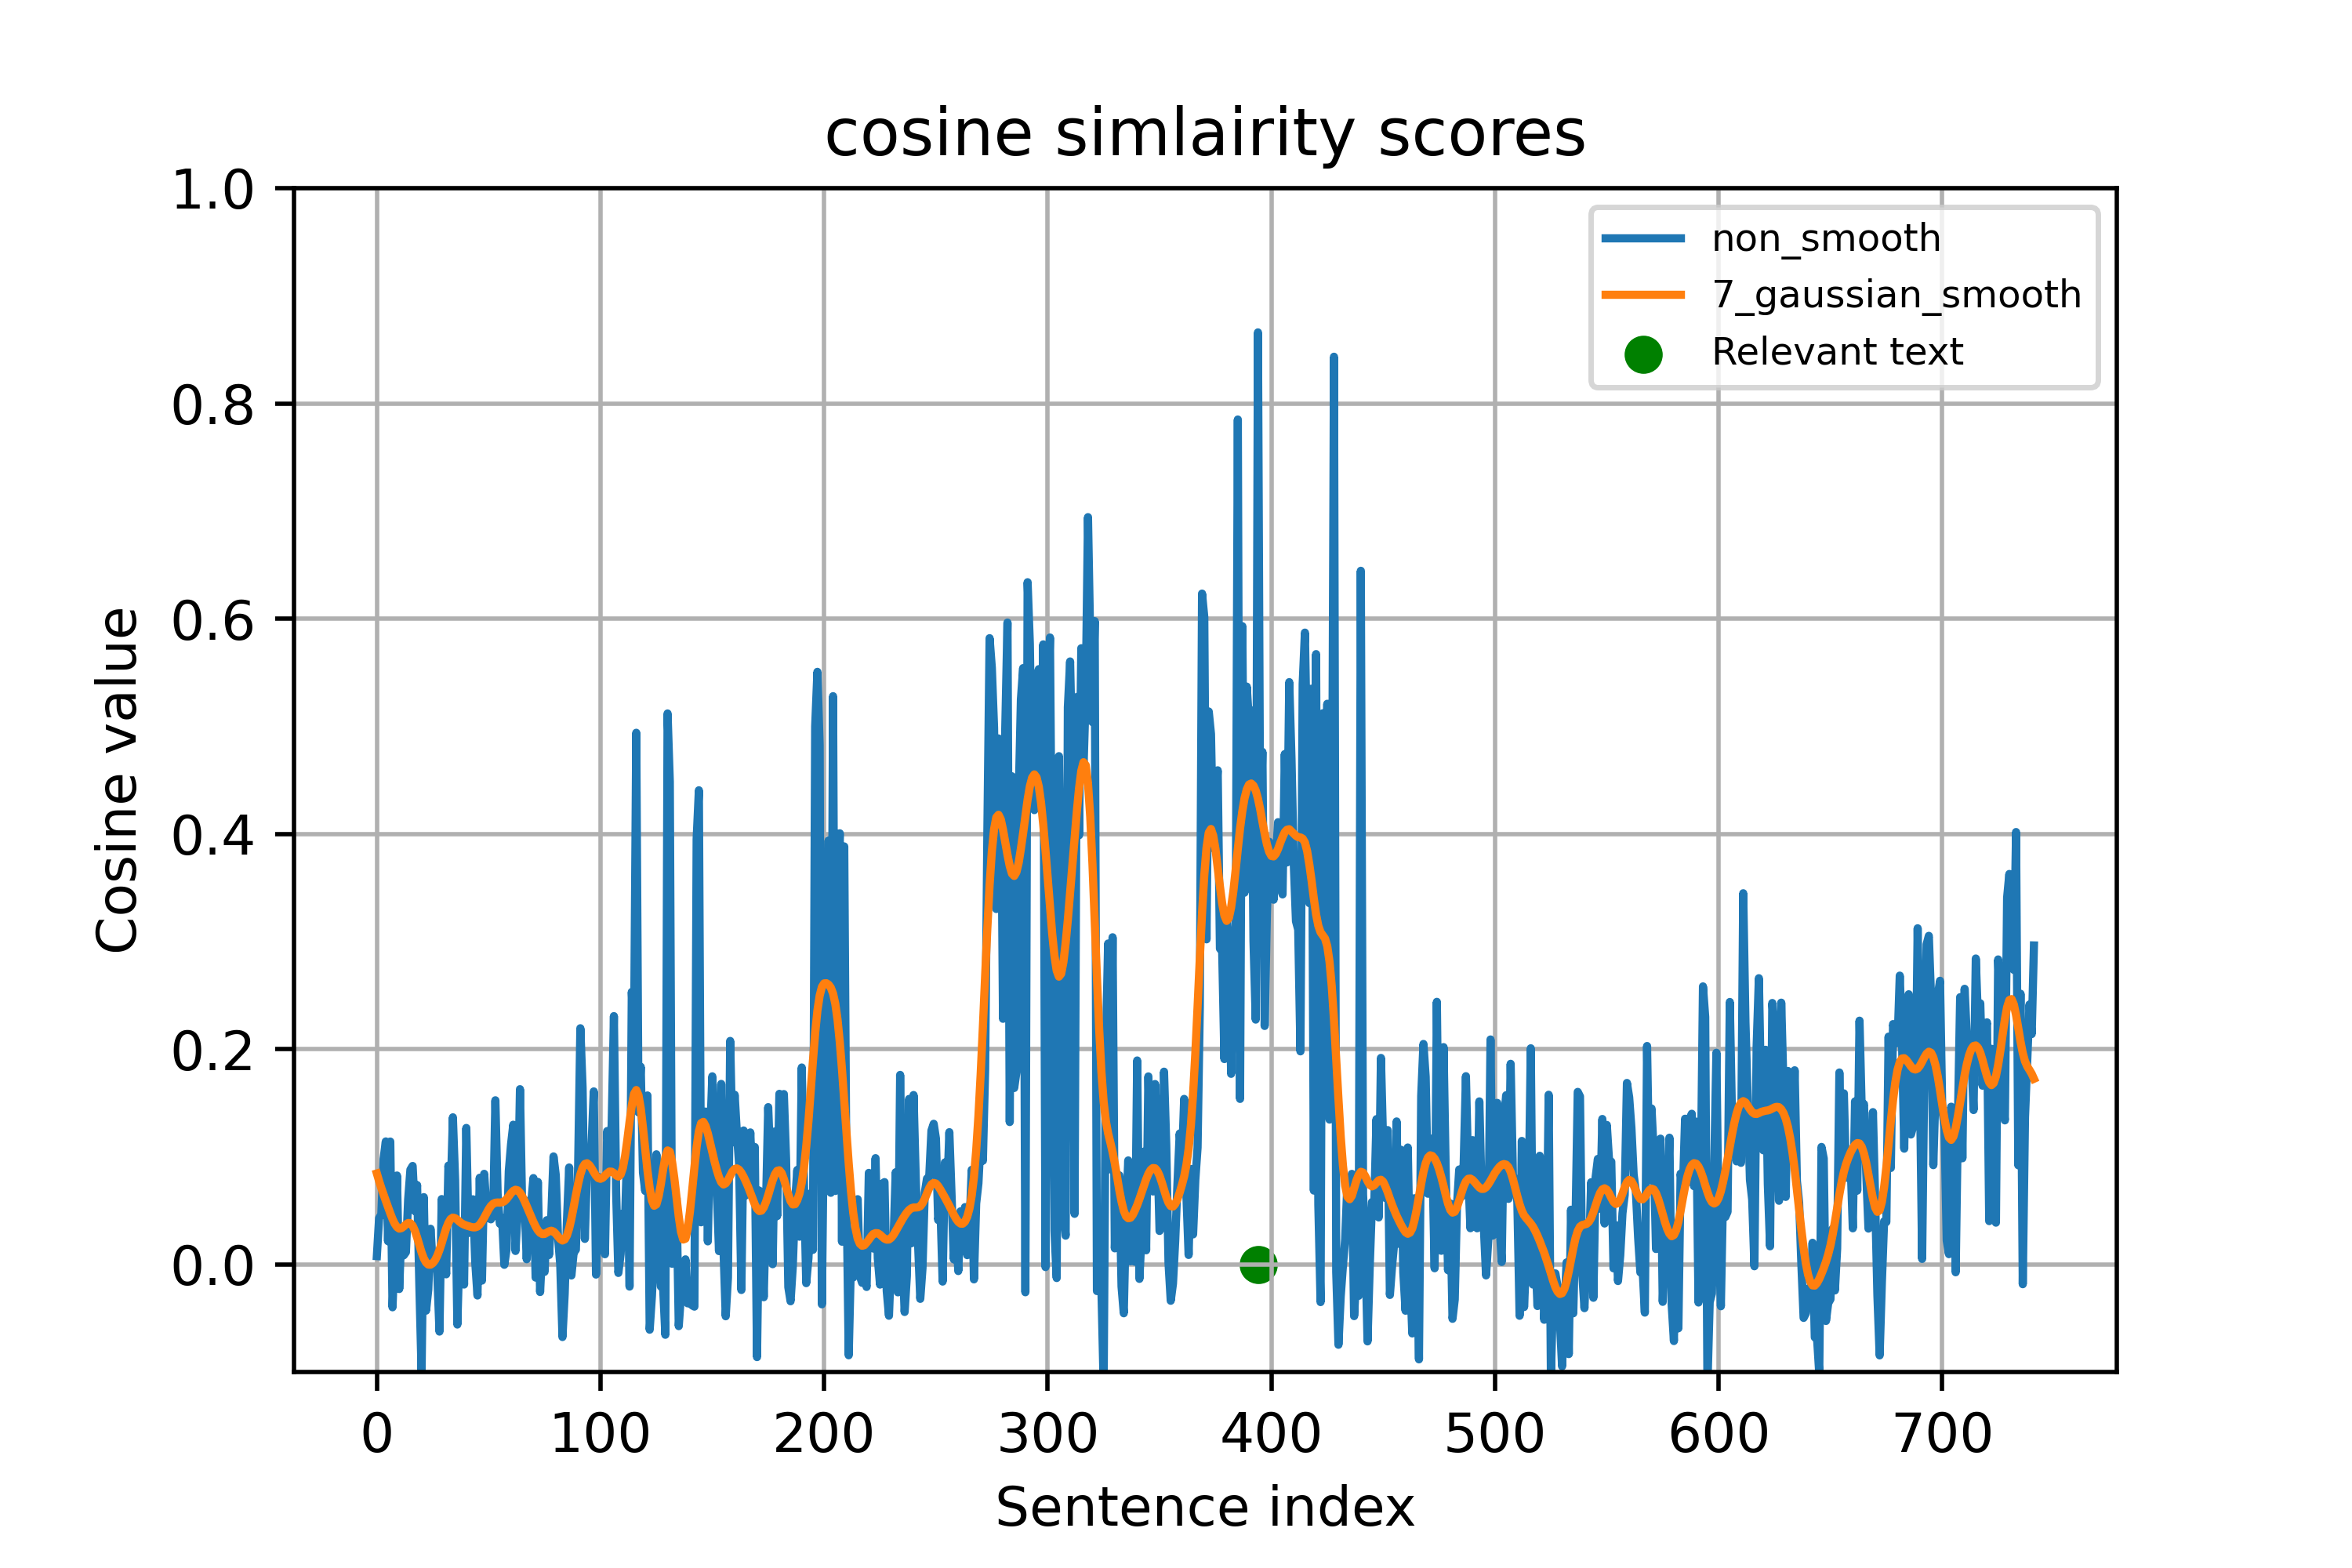 cosine simlairity scores
1.0
0.8
0.6
0.4
0.2
0.0
Cosine value
non_smooth
7_gaussian_smooth
Relevant text
0 100 200 300 400 500 600 700
Sentence index